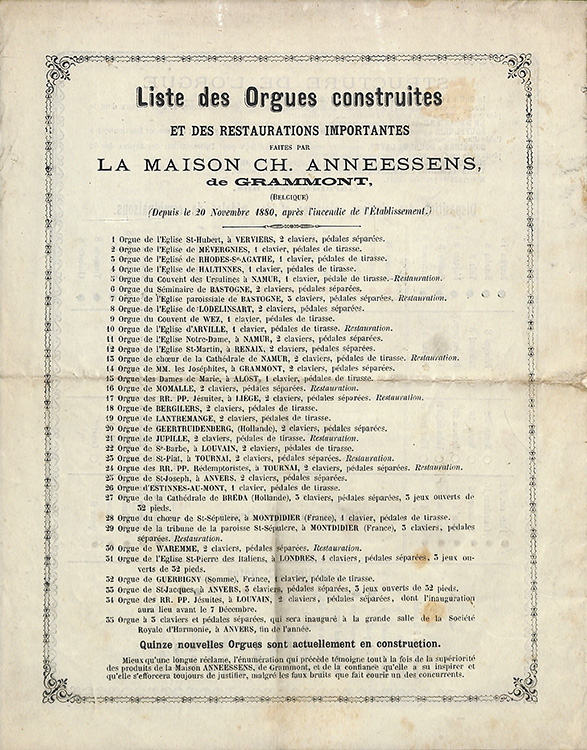 Liste des Orgues construites
ET DES RESTAURATIONS IMPORTANTES
FAITES PAR
LA MAISON CH. ANNEESSENS,
de GRAMMONT,
(BELGIQUE)
(Depuis le 20 Novembre 1880, après l'incendie de l'Établissement.)
1 Orgue de l'Eglise St-Hubert, à VERVIERS, 2 claviers, pédales séparées.
2 Orgue de l'Eglise de MÉVERGNIES, 1 clavier, pédales de tirasse.
3 Orgue de l'Eglise de RHODES-Ste-AGATHE, 1 clavier, pédales de tirasse.
4 Orgue de l'Eglise de HALTINNES, 1 clavier, pédales de tirasse.
5 Orgue du Couvent des Ursulines à NAMUR, 1 clavier, pédale de tirasse.-Restauration.
6 Orgue du Séminaire de BASTOGNE, 2 claviers, pédales séparées.
7 Orgue de l'Eglise paroissiale de BASTOGNE, 3 claviers, pédales séparées. Restauration.
8 Orgue de l'Eglise de LODELINSART, 2 claviers, pédales séparées.
9 Orgue du Couvent de WEZ, 1 clavier, pédales de tirasse.
10 Orgue de l'Eglise d'ARVILLE, 1 clavier, pédales de tirasse. Restauration.
11 Orgue de l'Eglise Notre-Dame, à NAMUR, 2 claviers, pédales séparées.
12 Orgue de l'Eglise St-Martin, à RENAIX, 2 claviers, pédales séparées.
13 Orgue de chœur de la Cathédrale de NAMUR, 2 claviers, pédales de tirasse. Restauration.
14 Orgue de MM. les Joséphites, à GRAMMONT, 2 claviers, pédales séparées.
15 Orgue des Dames de Marie, à ALOST, 1 clavier, pédales de tirasse.
16 Orgue de MOMALLE, 2 claviers, pédales séparées. Restauration.
17 Orgue des RR. PP. Jésuites, à LIÉGE, 2 claviers, pédales séparées. Restauration.
18 Orgue de BERGILERS, 2 claviers, pédales de tirasse.
19 Orgue de LANTREMANGE, 2 claviers, pédales de tirasse.
20 Orgue de GEERTRUIDENBERG, (Hollande), 2 claviers, pédales séparées.
21 Orgue de JUPILLE, 2 claviers, pédales de tirasse. Restauration.
22 Orgue de Ste-Barbe, à LOUVAIN, 2 claviers, pédales séparées.
23 Orgue de St-Piat, à TOURNAI, 2 claviers, pédales séparées. Restauration.
24 Orgue des RR. PP. Rédemptoristes, à TOURNAI, 2 claviers, pédales séparées. Restauration.
25 Orgue de St-Joseph, à ANVERS, 2 claviers, pédales séparées.
26 Orgue d'ESTINNES-AU-MONT, 1 clavier, pédales de tirasse.
27 Orgue de la Cathédrale de BRÉDA (Hollande), 3 claviers, pédales séparées, 3 jeux ouverts de
32 pieds.
28 Orgue du chœur de St-Sépulcre, à MONTDIDIER (France), 1 clavier, pédales de tirasse.
29 Orgue de la tribune de la paroisse St-Sépulcre, à MONTDIDIER (France), 3 claviers, pédales
séparées. Restauration.
30 Orgue de WAREMME, 2 claviers, pédales séparées. Restauration.
31 Orgue de l'Eglise St-Pierre des Italiens, à LONDRES, 4 claviers, pédales séparées, 3 jeux ou-
verts de 32 pieds.
32 Orgue de GUERBIGNY (Somme), France, 1 clavier, pédale de tirasse.
33 Orgue de St-Jacques, à ANVERS, 3 claviers, pédales séparées, 3 jeux ouverts de 32 pieds.
34 Orgue des RR. PP. Jésuites, à LOUVAIN, 2 claviers, pédales séparées, dont l'inauguration
aura lieu avant le 7 Décembre.
35 Orgue à 3 claviers et pédales séparées, qui sera inauguré à la grande salle de la Société
Royale d'Harmonie, à ANVERS, fin de l'année.
Quinze nouvelles Orgues sont actuellement en construction.
Mieux qu'une longue réclame, l'énumération qui précède témoigne tout à la fois de la supériorité
des produits de la Maison ANNEESSENS, de Grammont, et de la confiance qu'elle a su inspirer et
qu'elle s'efforcera toujours de justifier, malgré les faux bruits que fait courir un des concurrents.